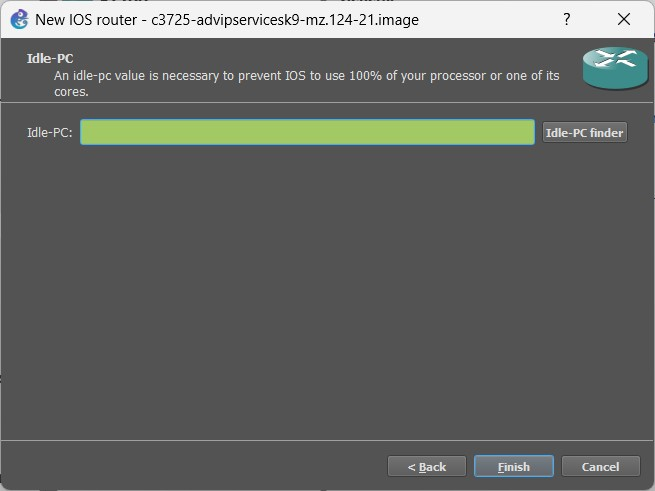 New IOS router - c3725-advipservicesk9-mz.124-21.image
?
Idle-PC
An idle-pc value is necessary to prevent IOS to use 100% of your processor or one of its
cores.
Idle-PC:
Idle-PC finder
< Back
Finish
Cancel